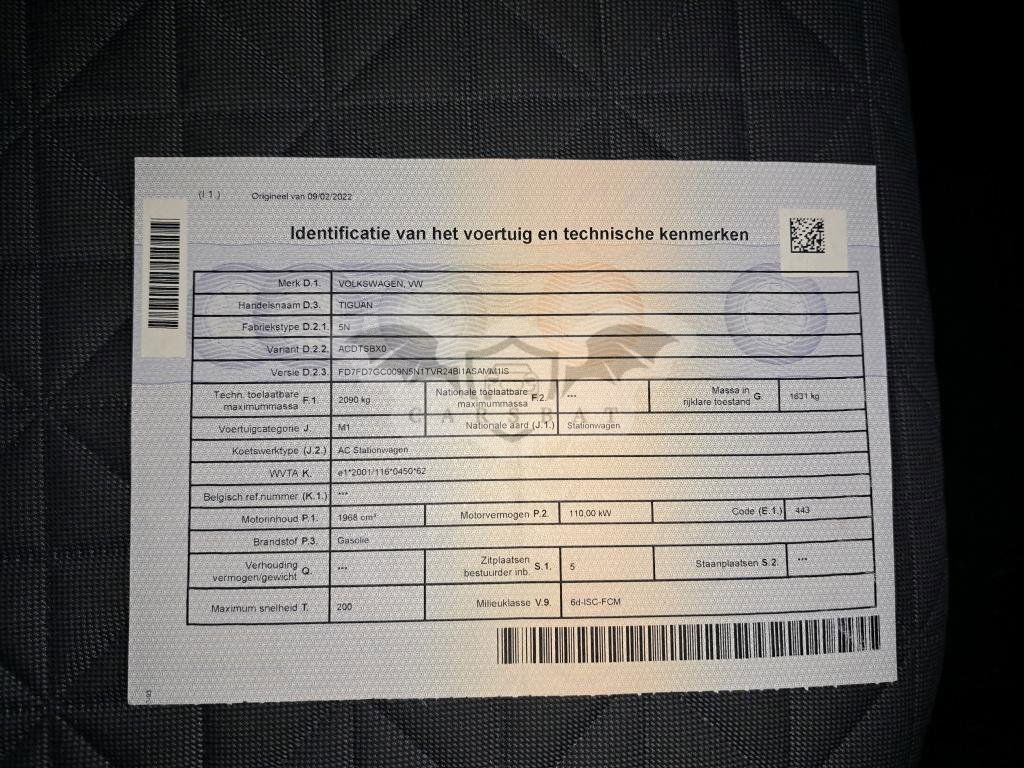 (I 1.) Origineel van 09/02/2022
Identificatie van het voertuig en technische kenmerken
Merk D.1. VOLKSWAGEN, VW
Handelsnaam D.3. TIGUAN
Fabriekstype D.2.1. 5N
Variant D.2.2. ACDTSBX0
Versie D.2.3. FD7FD7GC009N5N1TVR24BI1ASAMM1IS
Techn. toelaatbare maximummassa F.1. 2090 kg Nationale toelaatbare maximummassa F.2. *** Massa in rijklare toestand G. 1631 kg
CARSBAT
Voertuigcategorie J. M1 Nationale aard (J.1.) Stationwagen
Koetswerktype (J.2.) AC Stationwagen
WVTA K. e1*2001/116*0450*62
Belgisch ref.nummer (K.1.) ***
Motorinhoud P.1. 1968 cm³ Motorvermogen P.2. 110,00 kW Code (E.1.) 443
Brandstof P.3. Gasolie
Verhouding vermogen/gewicht Q. *** Zitplaatsen bestuurder inb. S.1. 5 Staanplaatsen S.2. ***
Maximum snelheid T. 200 Milieuklasse V.9. 6d-ISC-FCM